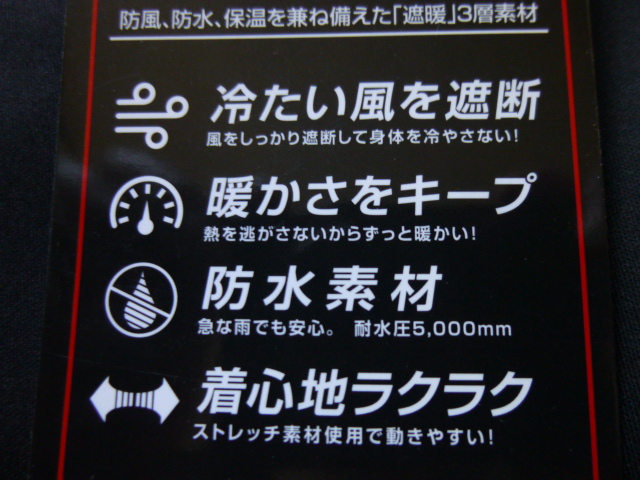 防風、防水、保温を兼ね備えた「遮暖」3層素材
冷たい風を遮断
風をしっかり遮断して身体を冷やさない!
暖かさをキープ
熱を逃がさないからずっと暖かい!
防水素材
急な雨でも安心。 耐水圧5,000mm
着心地ラクラク
ストレッチ素材使用で動きやすい!